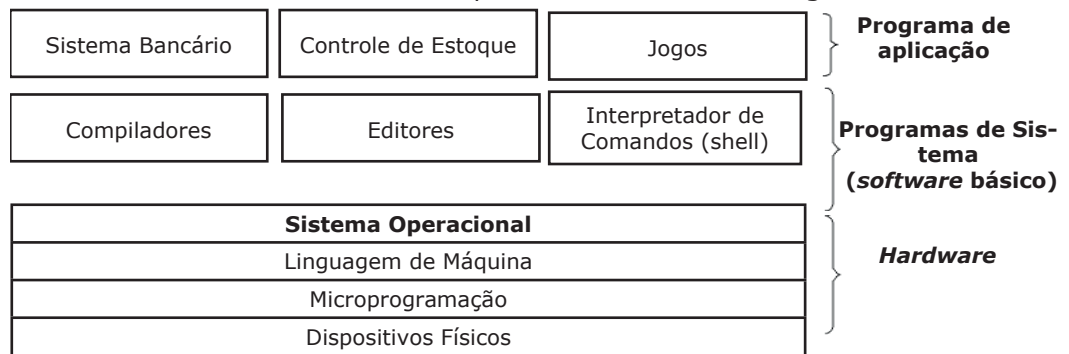 Sistema Bancário
Controle de Estoque
Jogos
Programa de
aplicação
Compiladores
Editores
Interpretador de
Comandos (shell)
Programas de Sis-
tema
(software básico)
Sistema Operacional
Linguagem de Máquina
Microprogramação
Dispositivos Físicos
Hardware